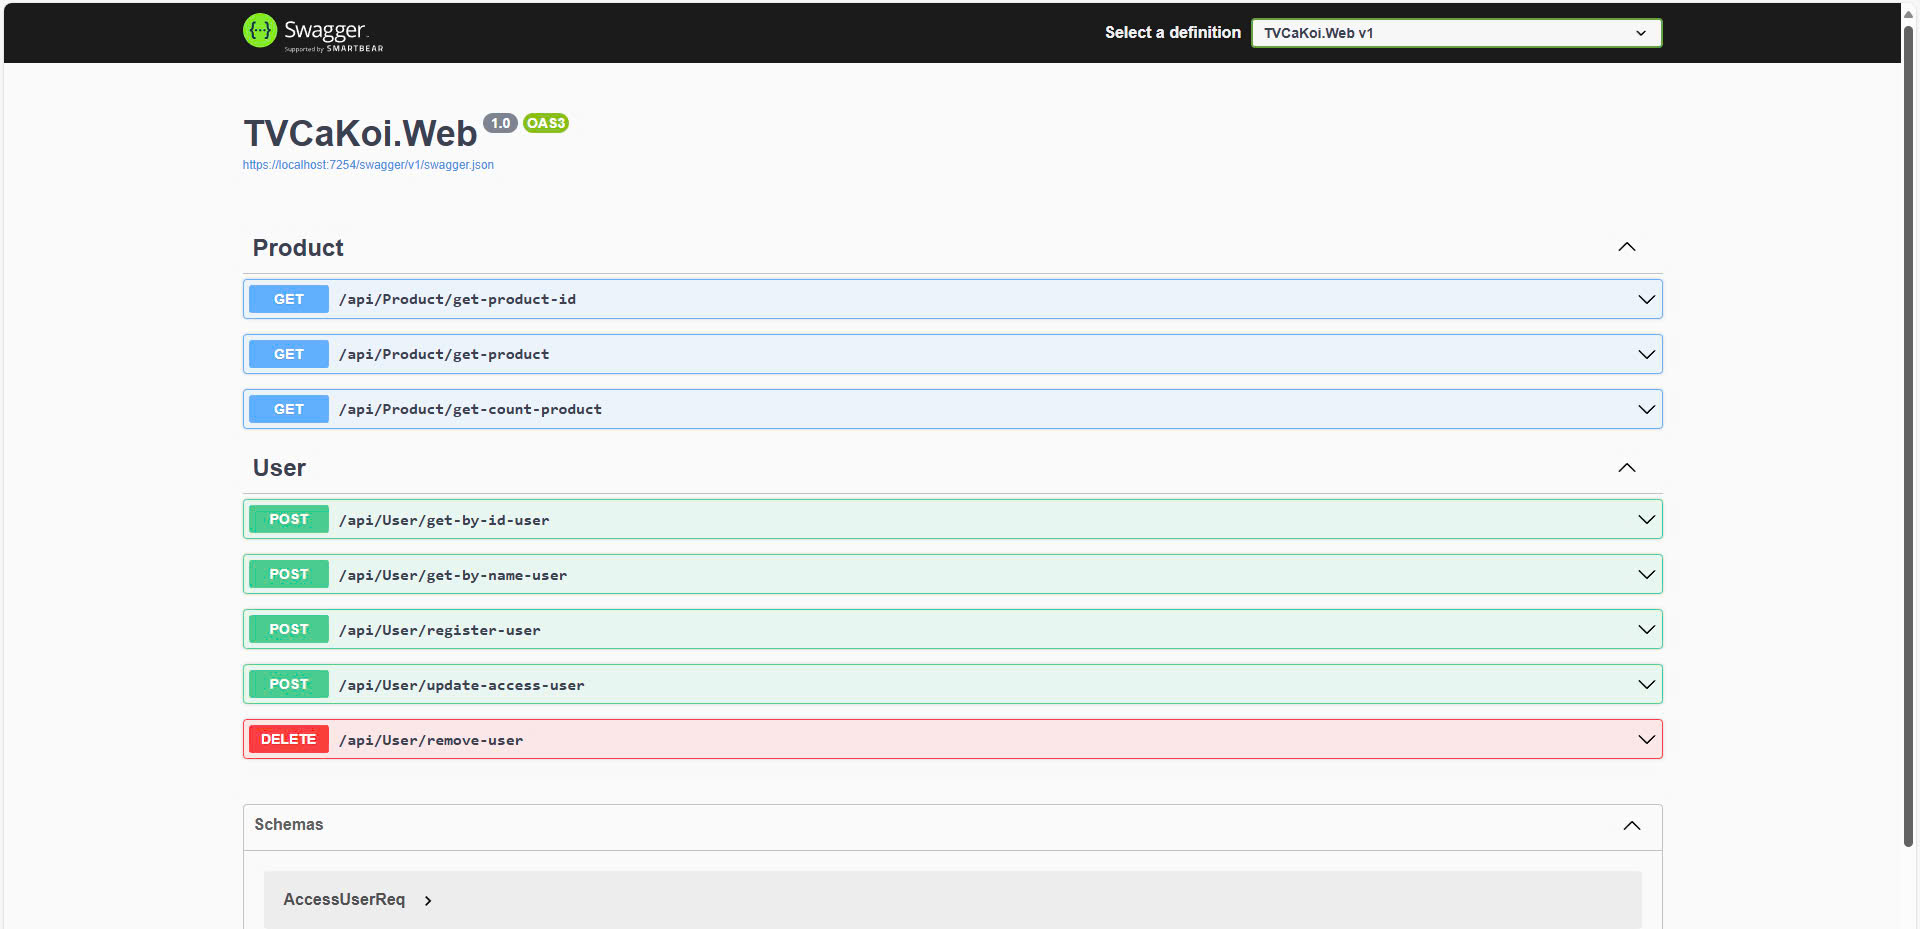 {···} Swagger.
Supported by SMARTBEAR
Select a definition
TVCaKoi.Web v1
TVCaKoi.Web 1.0 OAS3
https://localhost:7254/swagger/v1/swagger.json
Product
GET /api/Product/get-product-id
GET /api/Product/get-product
GET /api/Product/get-count-product
User
POST /api/User/get-by-id-user
POST /api/User/get-by-name-user
POST /api/User/register-user
POST /api/User/update-access-user
DELETE /api/User/remove-user
Schemas
AccessUserReq